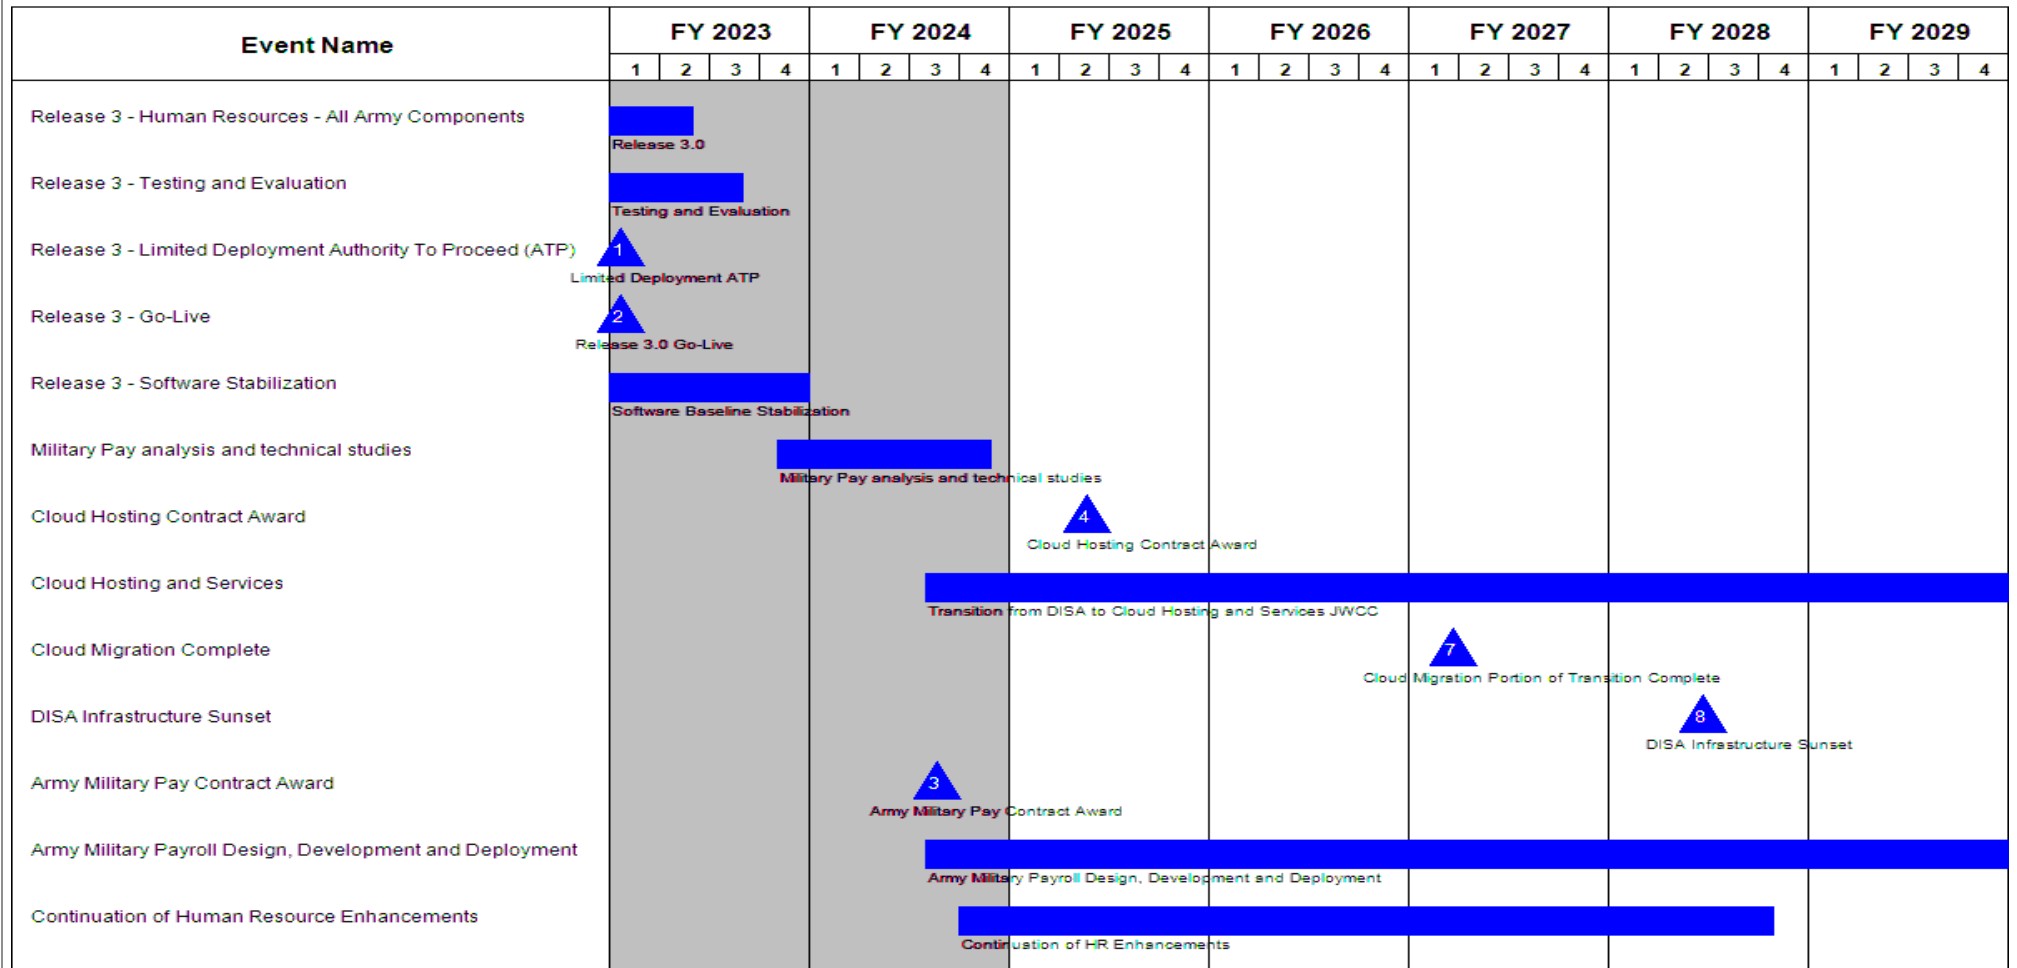 Event Name
FY 2023 FY 2024 FY 2025 FY 2026 FY 2027 FY 2028 FY 2029
1 2 3 4 1 2 3 4 1 2 3 4 1 2 3 4 1 2 3 4 1 2 3 4 1 2 3 4
Release 3 - Human Resources - All Army Components
Release 3.0
Release 3 - Testing and Evaluation
Testing and Evaluation
Release 3 - Limited Deployment Authority To Proceed (ATP)
1
Limited Deployment ATP
Release 3 - Go-Live
2
Release 3.0 Go-Live
Release 3 - Software Stabilization
Software Baseline Stabilization
Military Pay analysis and technical studies
Military Pay analysis and technical studies
Cloud Hosting Contract Award
4
Cloud Hosting Contract Award
Cloud Hosting and Services
Transition from DISA to Cloud Hosting and Services JWCC
Cloud Migration Complete
7
Cloud Migration Portion of Transition Complete
DISA Infrastructure Sunset
8
DISA Infrastructure Sunset
Army Military Pay Contract Award
3
Army Military Pay Contract Award
Army Military Payroll Design, Development and Deployment
Army Military Payroll Design, Development and Deployment
Continuation of Human Resource Enhancements
Continuation of HR Enhancements